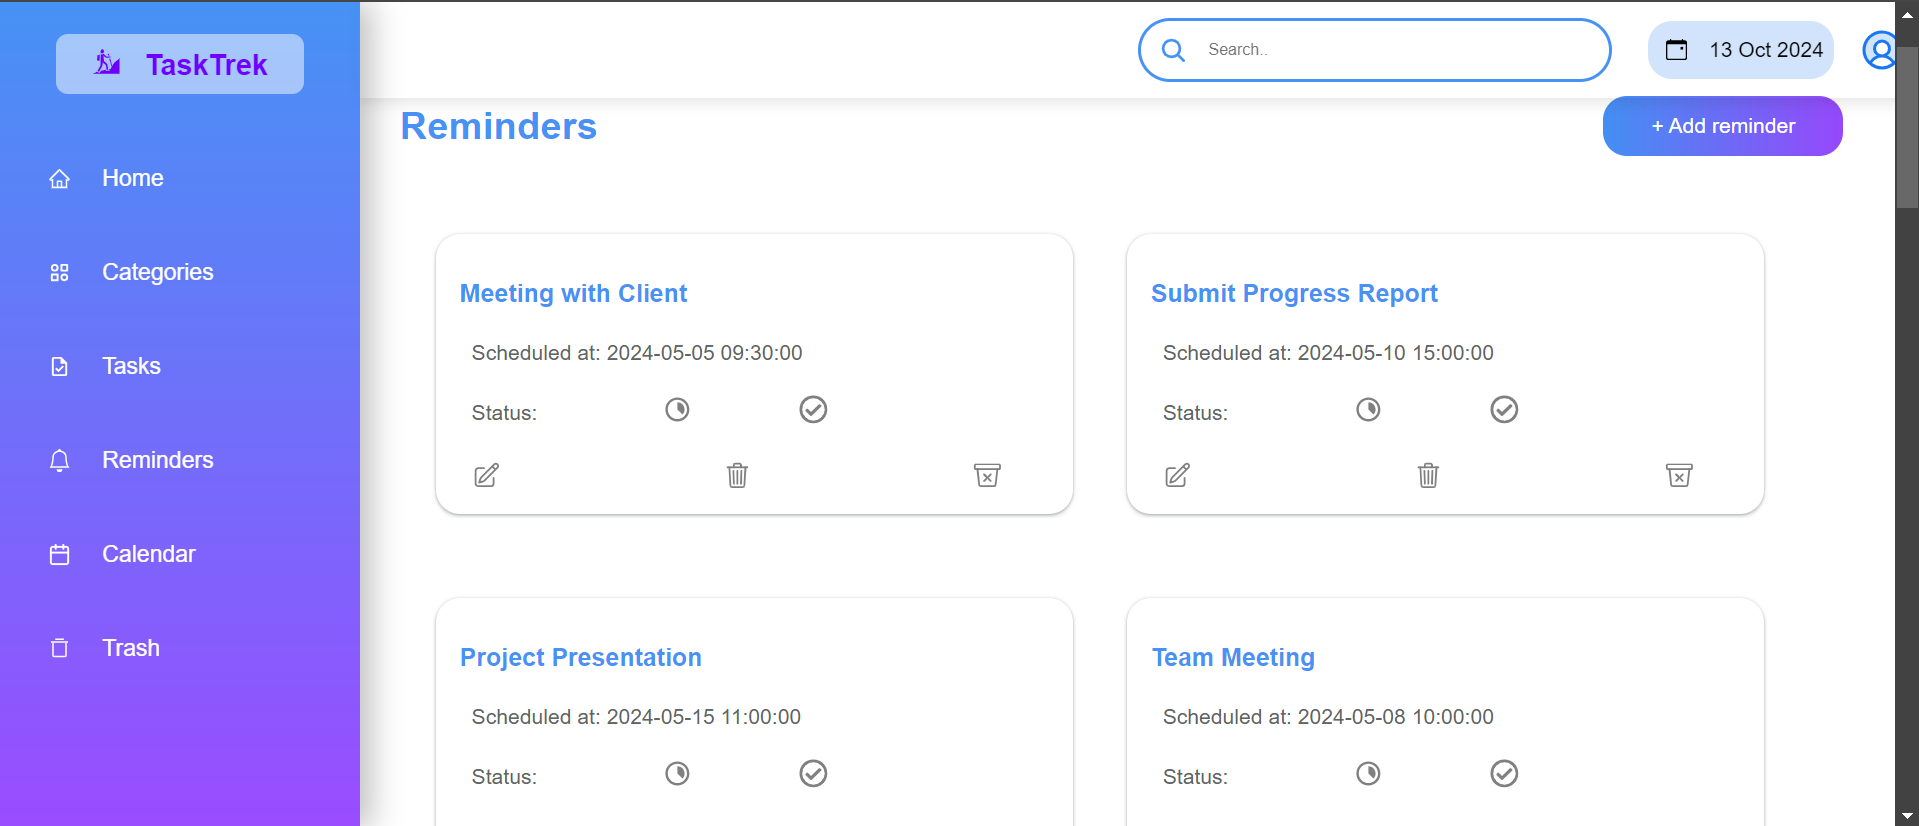 TaskTrek
Home
Categories
Tasks
Reminders
Calendar
Trash
Search..
13 Oct 2024
Reminders
+ Add reminder
Meeting with Client
Scheduled at: 2024-05-05 09:30:00
Status:
Submit Progress Report
Scheduled at: 2024-05-10 15:00:00
Status:
Project Presentation
Scheduled at: 2024-05-15 11:00:00
Status:
Team Meeting
Scheduled at: 2024-05-08 10:00:00
Status: